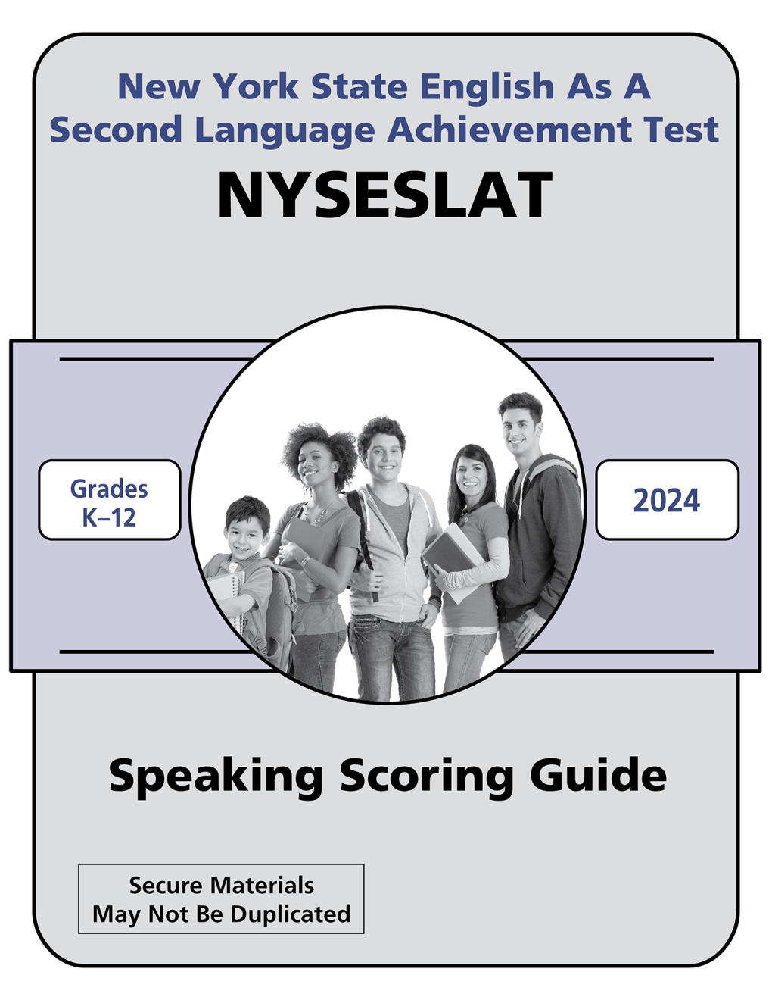 New York State English As A
Second Language Achievement Test
NYSESLAT
Grades
K–12
2024
Speaking Scoring Guide
Secure Materials
May Not Be Duplicated